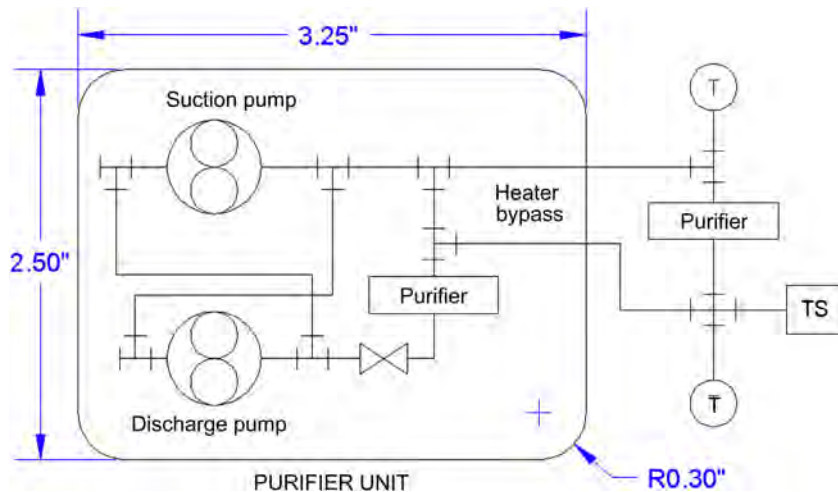 3.25"
Suction pump
T
Heater
bypass
Purifier
2.50"
Purifier
TS
T
Discharge pump
PURIFIER UNIT
R0.30"